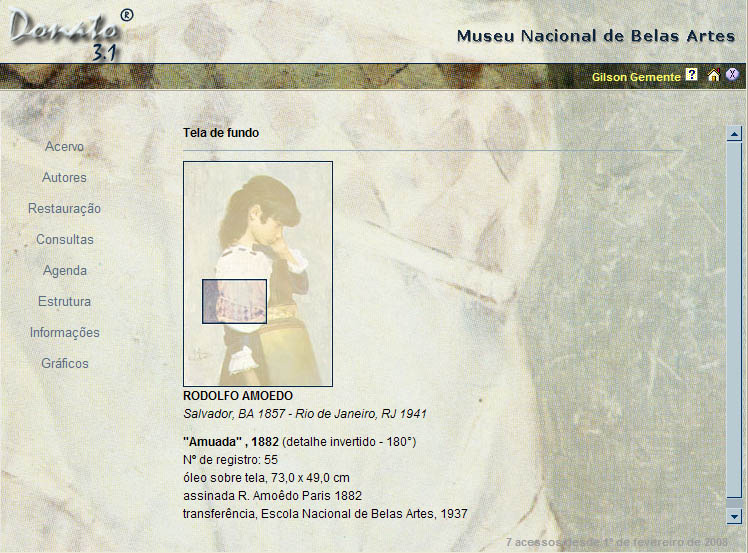 Donato ®
3.1
Museu Nacional de Belas Artes
Gilson Gemente ? X
Tela de fundo
Acervo
Autores
Restauração
Consultas
Agenda
Estrutura
Informações
Gráficos
RODOLFO AMOEDO
Salvador, BA 1857 - Rio de Janeiro, RJ 1941
"Amuada" , 1882 (detalhe invertido - 180°)
Nº de registro: 55
óleo sobre tela, 73,0 x 49,0 cm
assinada R. Amoêdo Paris 1882
transferência, Escola Nacional de Belas Artes, 1937
7 acessos desde 1º de fevereiro de 2008